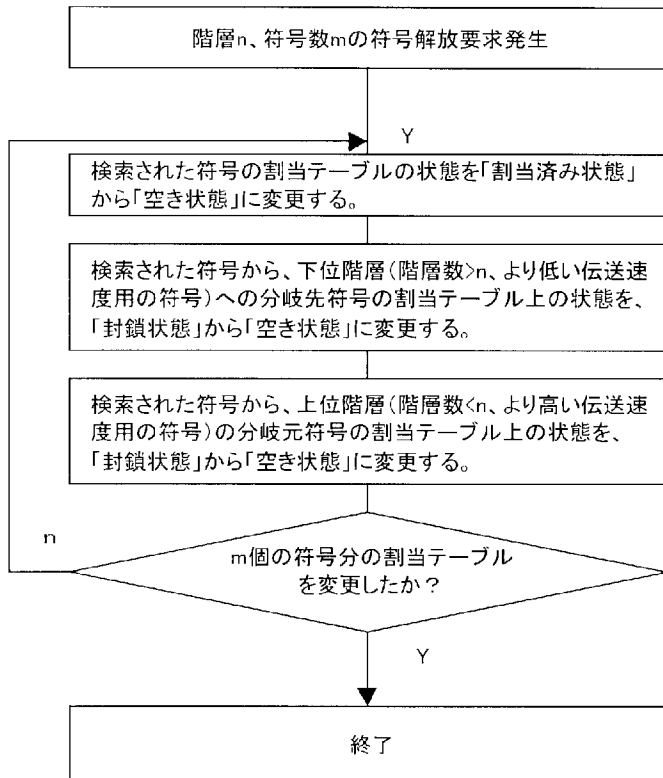 階層n、符号数mの符号解放要求発生
Y
検索された符号の割当テーブルの状態を「割当済み状態」
から「空き状態」に変更する。
検索された符号から、下位階層(階層数>n、より低い伝送速
度用の符号)への分岐先符号の割当テーブル上の状態を、
「封鎖状態」から「空き状態」に変更する。
検索された符号から、上位階層(階層数<n、より高い伝送速
度用の符号)の分岐元符号の割当テーブル上の状態を、
「封鎖状態」から「空き状態」に変更する。
n
m個の符号分の割当テーブル
を変更したか?
Y
終了